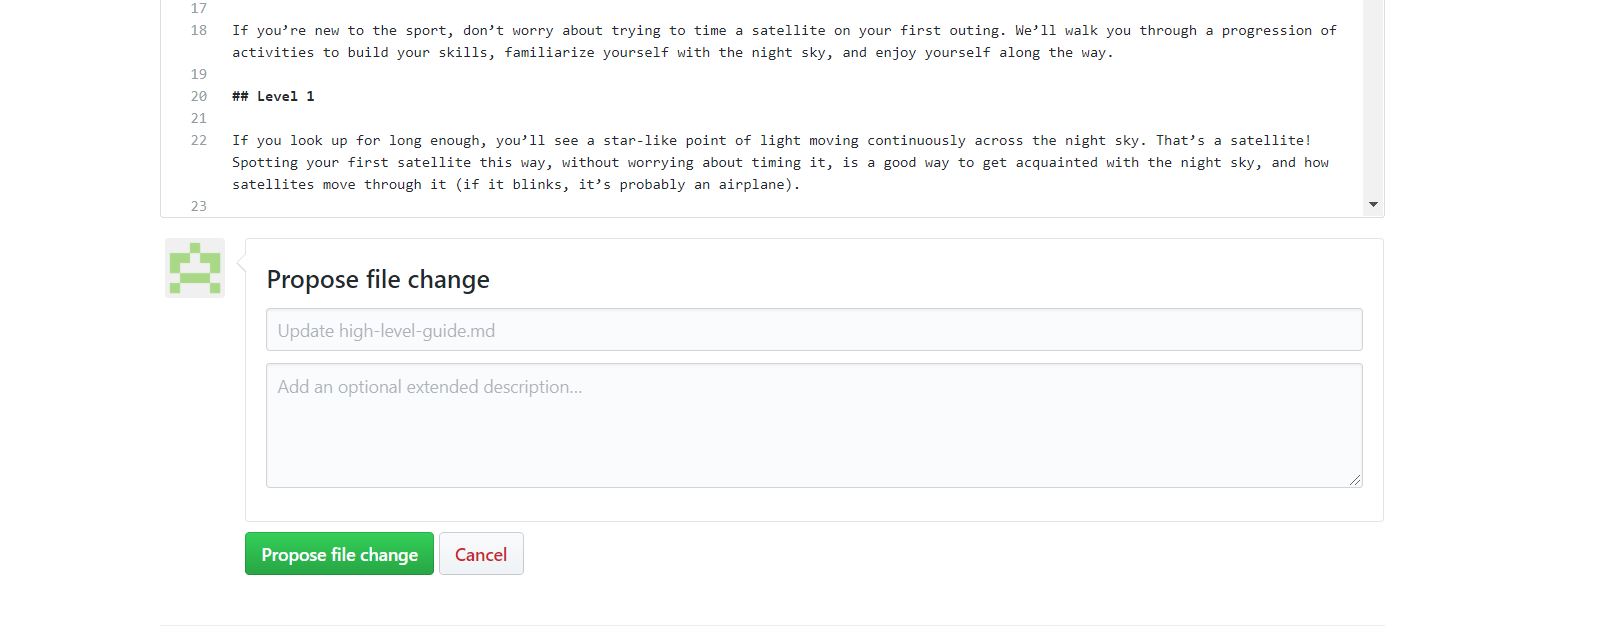 17
18 If you’re new to the sport, don’t worry about trying to time a satellite on your first outing. We’ll walk you through a progression of
activities to build your skills, familiarize yourself with the night sky, and enjoy yourself along the way.
19
20 ## Level 1
21
22 If you look up for long enough, you’ll see a star-like point of light moving continuously across the night sky. That’s a satellite!
Spotting your first satellite this way, without worrying about timing it, is a good way to get acquainted with the night sky, and how
satellites move through it (if it blinks, it’s probably an airplane).
23
Propose file change
Update high-level-guide.md
Add an optional extended description...
Propose file change Cancel